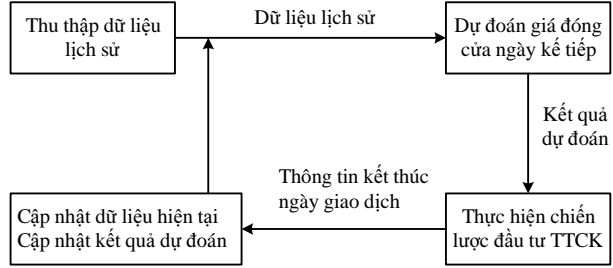 Thu thập dữ liệu
lịch sử
Dữ liệu lịch sử
Dự đoán giá đóng
cửa ngày kế tiếp
Kết quả
dự đoán
Thông tin kết thúc
ngày giao dịch
Cập nhật dữ liệu hiện tại
Cập nhật kết quả dự đoán
Thực hiện chiến
lược đầu tư TTCK